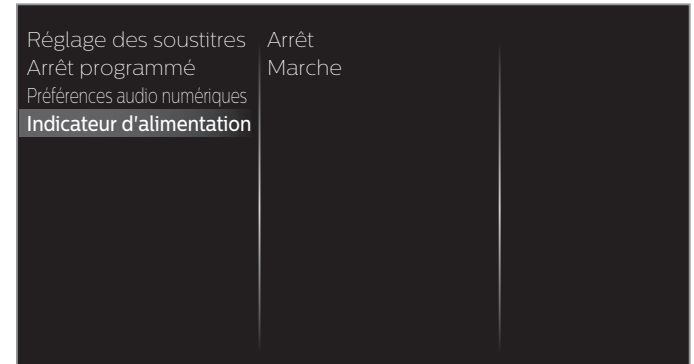 Réglage des soustitres
Arrêt programmé
Préférences audio numériques
Indicateur d'alimentation
Arrêt
Marche